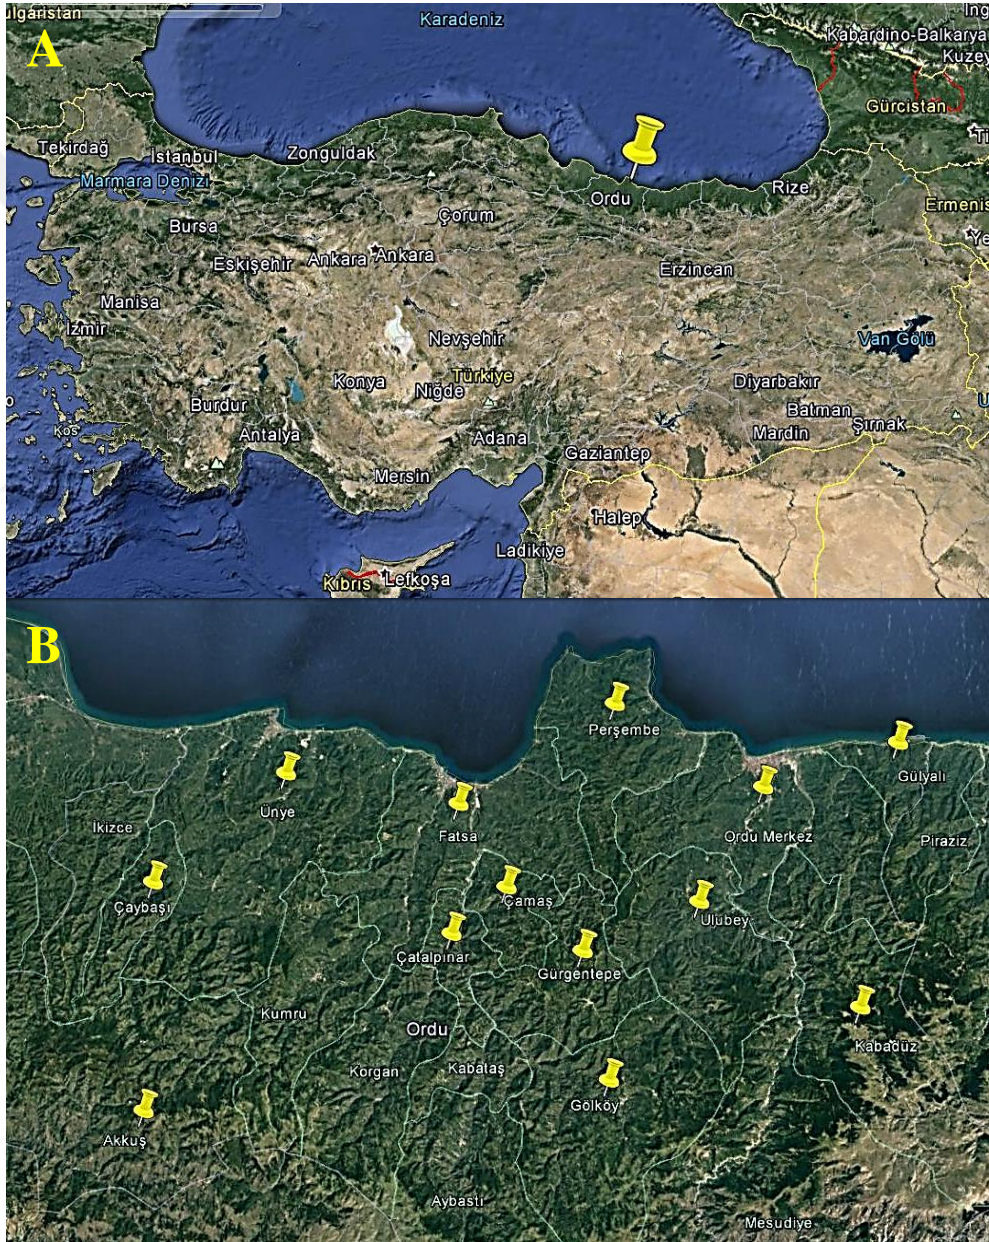 ulgaristan
Karadeniz
Ing
A
Kabardino-Balkarya
Kuzey
Gürcistan
Tekirdağ
İstanbul
Zonguldak
Ti
Marmara Denizi
Ordu
Rize
Bursa
Çorum
Ermenis
Ye
Eskişehir
Ankara
Ankara
Erzincan
Manisa
İzmir
Nevşehir
Van Gölü
Konya
Niğde
Türkiye
Diyarbakır
U
Burdur
Batman
Kos
Antalya
Adana
Mardin
Şırnak
Mersin
Gaziantep
Halep
Ladikiye
Kıbrıs
Lefkoşa
B
Perşembe
Gülyalı
Ünye
İkizce
Fatsa
Ordu Merkez
Piraziz
Çaybaşı
Çamaş
Ulubey
Çatalpınar
Gürgentepe
Kumru
Ordu
Kabadüz
Korgan
Kabataş
Gölköy
Akkuş
Aybastı
Mesudiye